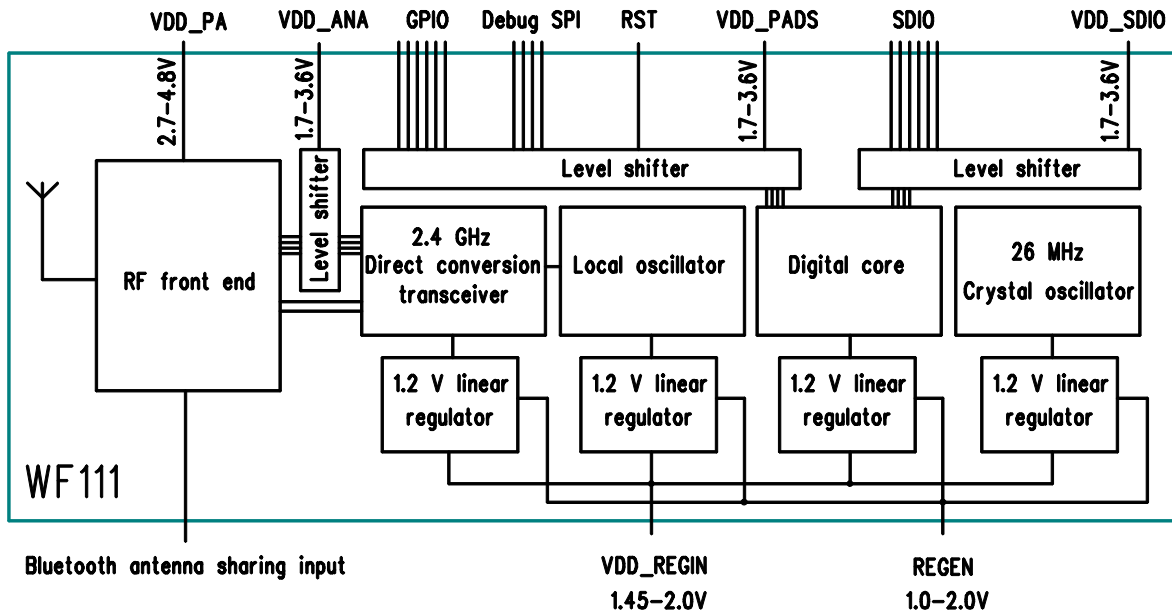 VDD_PA
VDD_ANA
GPIO
Debug SPI
RST
VDD_PADS
SDIO
VDD_SDIO
2.7-4.8V
1.7-3.6V
1.7-3.6V
1.7-3.6V
Level shifter
Level shifter
Level shifter
RF front end
2.4 GHz
Direct conversion
transceiver
Local oscillator
Digital core
26 MHz
Crystal oscillator
1.2 V linear
regulator
1.2 V linear
regulator
1.2 V linear
regulator
1.2 V linear
regulator
WF111
Bluetooth antenna sharing input
VDD_REGIN
1.45-2.0V
REGEN
1.0-2.0V